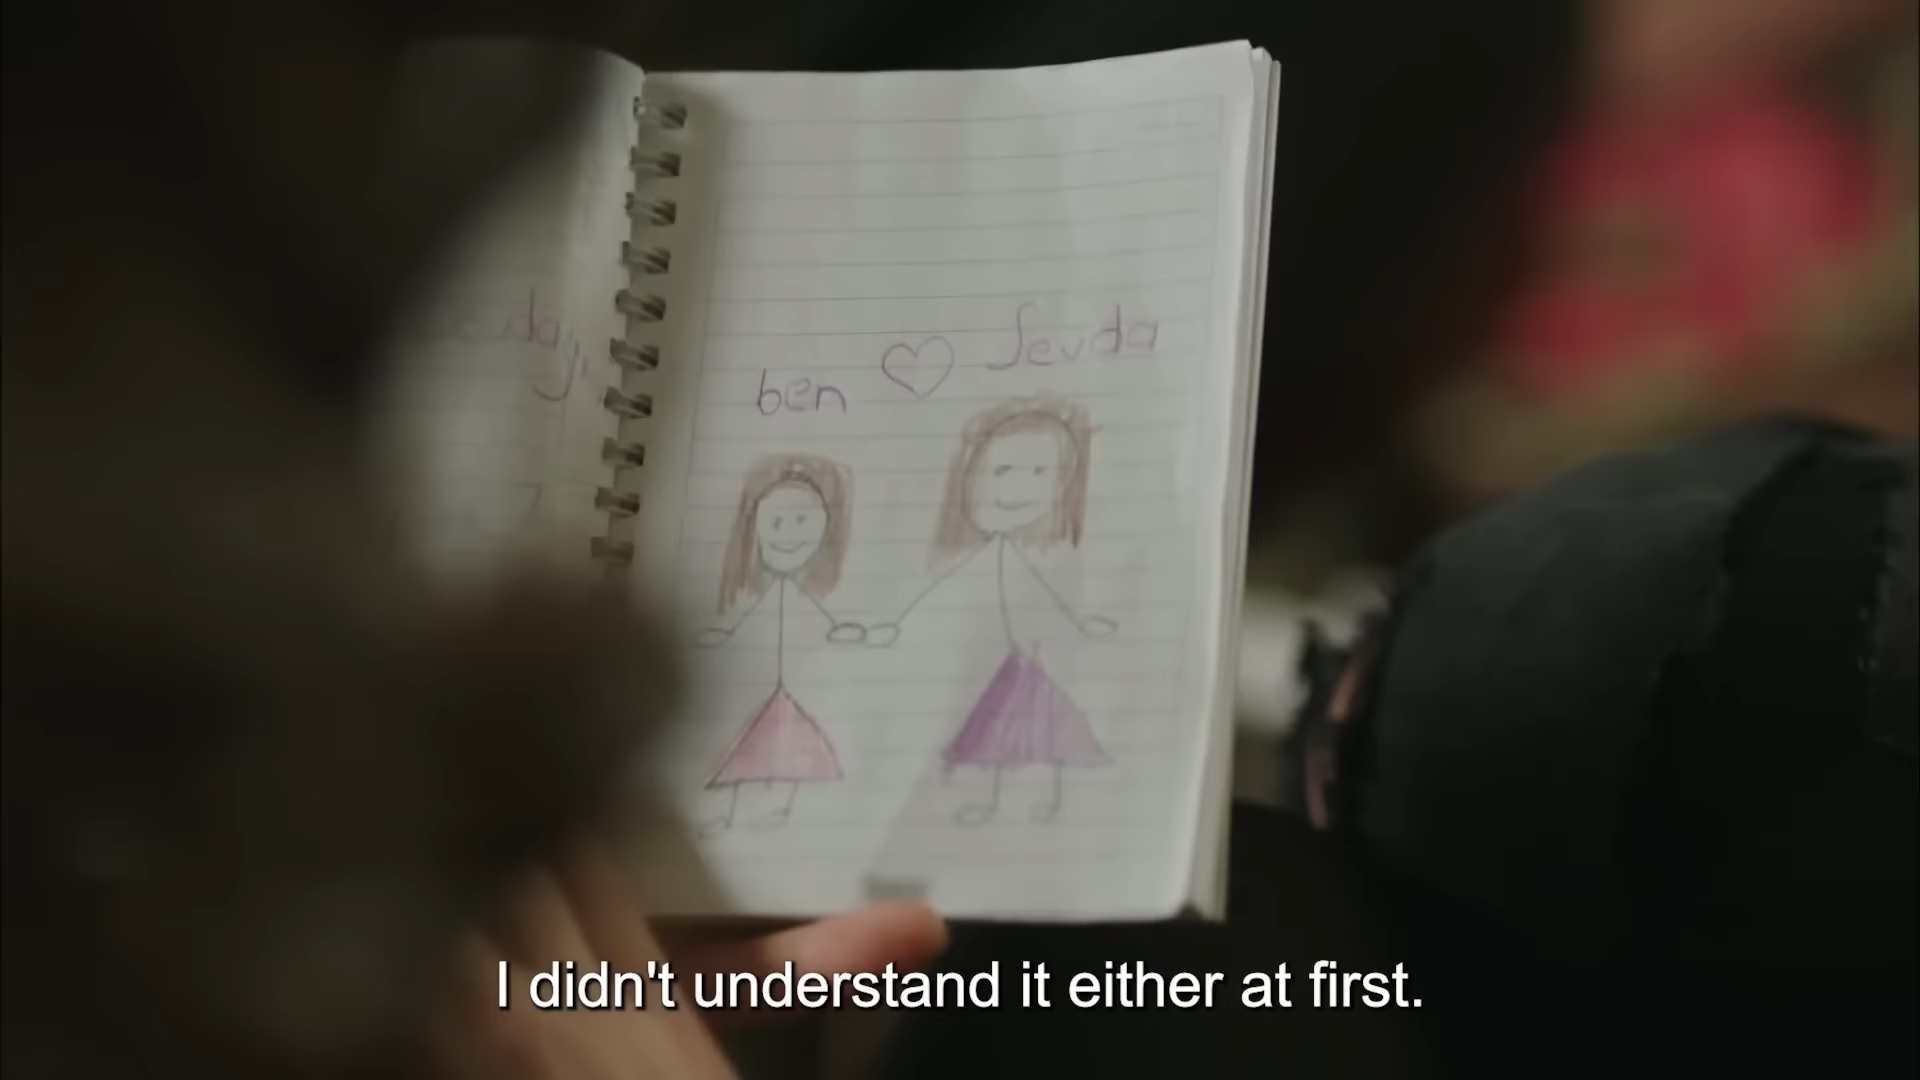 ben ♡ Sevda
I didn't understand it either at first.